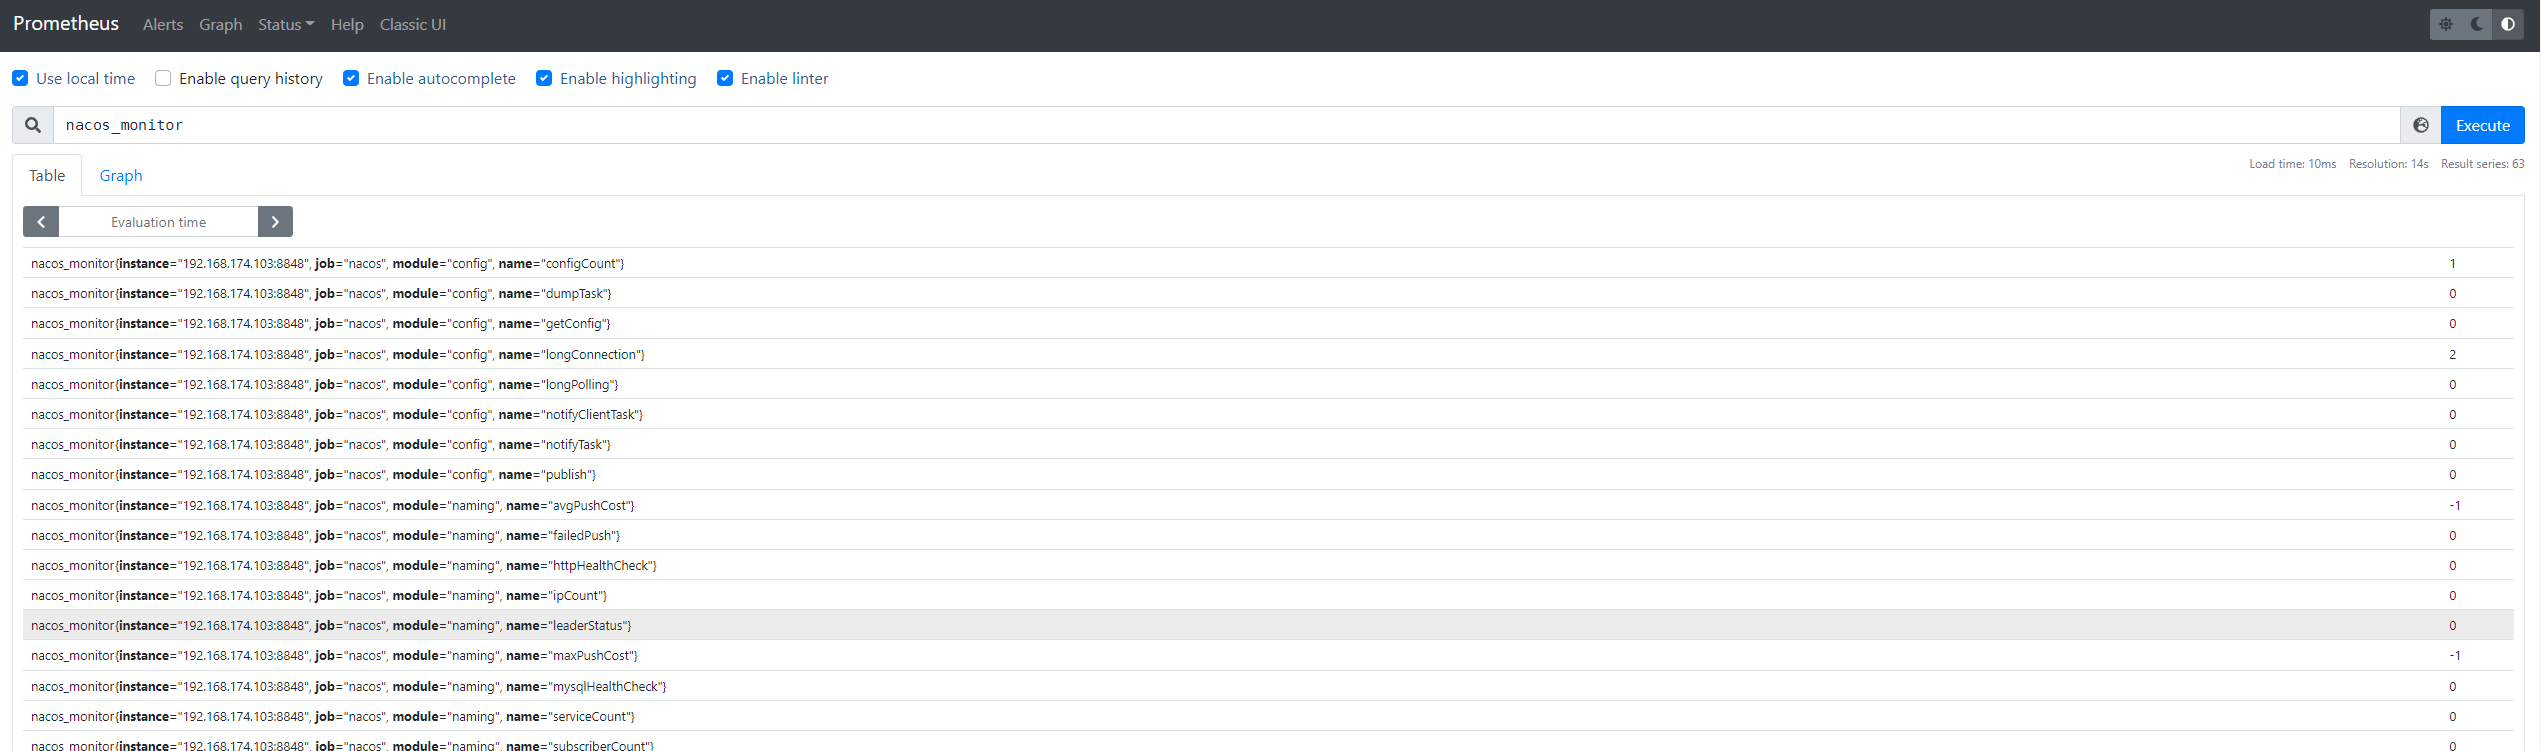 Prometheus Alerts Graph Status Help Classic UI
Use local time Enable query history Enable autocomplete Enable highlighting Enable linter
nacos_monitor Execute
Table Graph Load time: 10ms Resolution: 14s Result series: 63
Evaluation time
nacos_monitor{instance="192.168.174.103:8848", job="nacos", module="config", name="configCount"} 1
nacos_monitor{instance="192.168.174.103:8848", job="nacos", module="config", name="dumpTask"} 0
nacos_monitor{instance="192.168.174.103:8848", job="nacos", module="config", name="getConfig"} 0
nacos_monitor{instance="192.168.174.103:8848", job="nacos", module="config", name="longConnection"} 2
nacos_monitor{instance="192.168.174.103:8848", job="nacos", module="config", name="longPolling"} 0
nacos_monitor{instance="192.168.174.103:8848", job="nacos", module="config", name="notifyClientTask"} 0
nacos_monitor{instance="192.168.174.103:8848", job="nacos", module="config", name="notifyTask"} 0
nacos_monitor{instance="192.168.174.103:8848", job="nacos", module="config", name="publish"} 0
nacos_monitor{instance="192.168.174.103:8848", job="nacos", module="naming", name="avgPushCost"} -1
nacos_monitor{instance="192.168.174.103:8848", job="nacos", module="naming", name="failedPush"} 0
nacos_monitor{instance="192.168.174.103:8848", job="nacos", module="naming", name="httpHealthCheck"} 0
nacos_monitor{instance="192.168.174.103:8848", job="nacos", module="naming", name="ipCount"} 0
nacos_monitor{instance="192.168.174.103:8848", job="nacos", module="naming", name="leaderStatus"} 0
nacos_monitor{instance="192.168.174.103:8848", job="nacos", module="naming", name="maxPushCost"} -1
nacos_monitor{instance="192.168.174.103:8848", job="nacos", module="naming", name="mysqlHealthCheck"} 0
nacos_monitor{instance="192.168.174.103:8848", job="nacos", module="naming", name="serviceCount"} 0
nacos_monitor{instance="192.168.174.103:8848", job="nacos", module="naming", name="subscriberCount"} 0